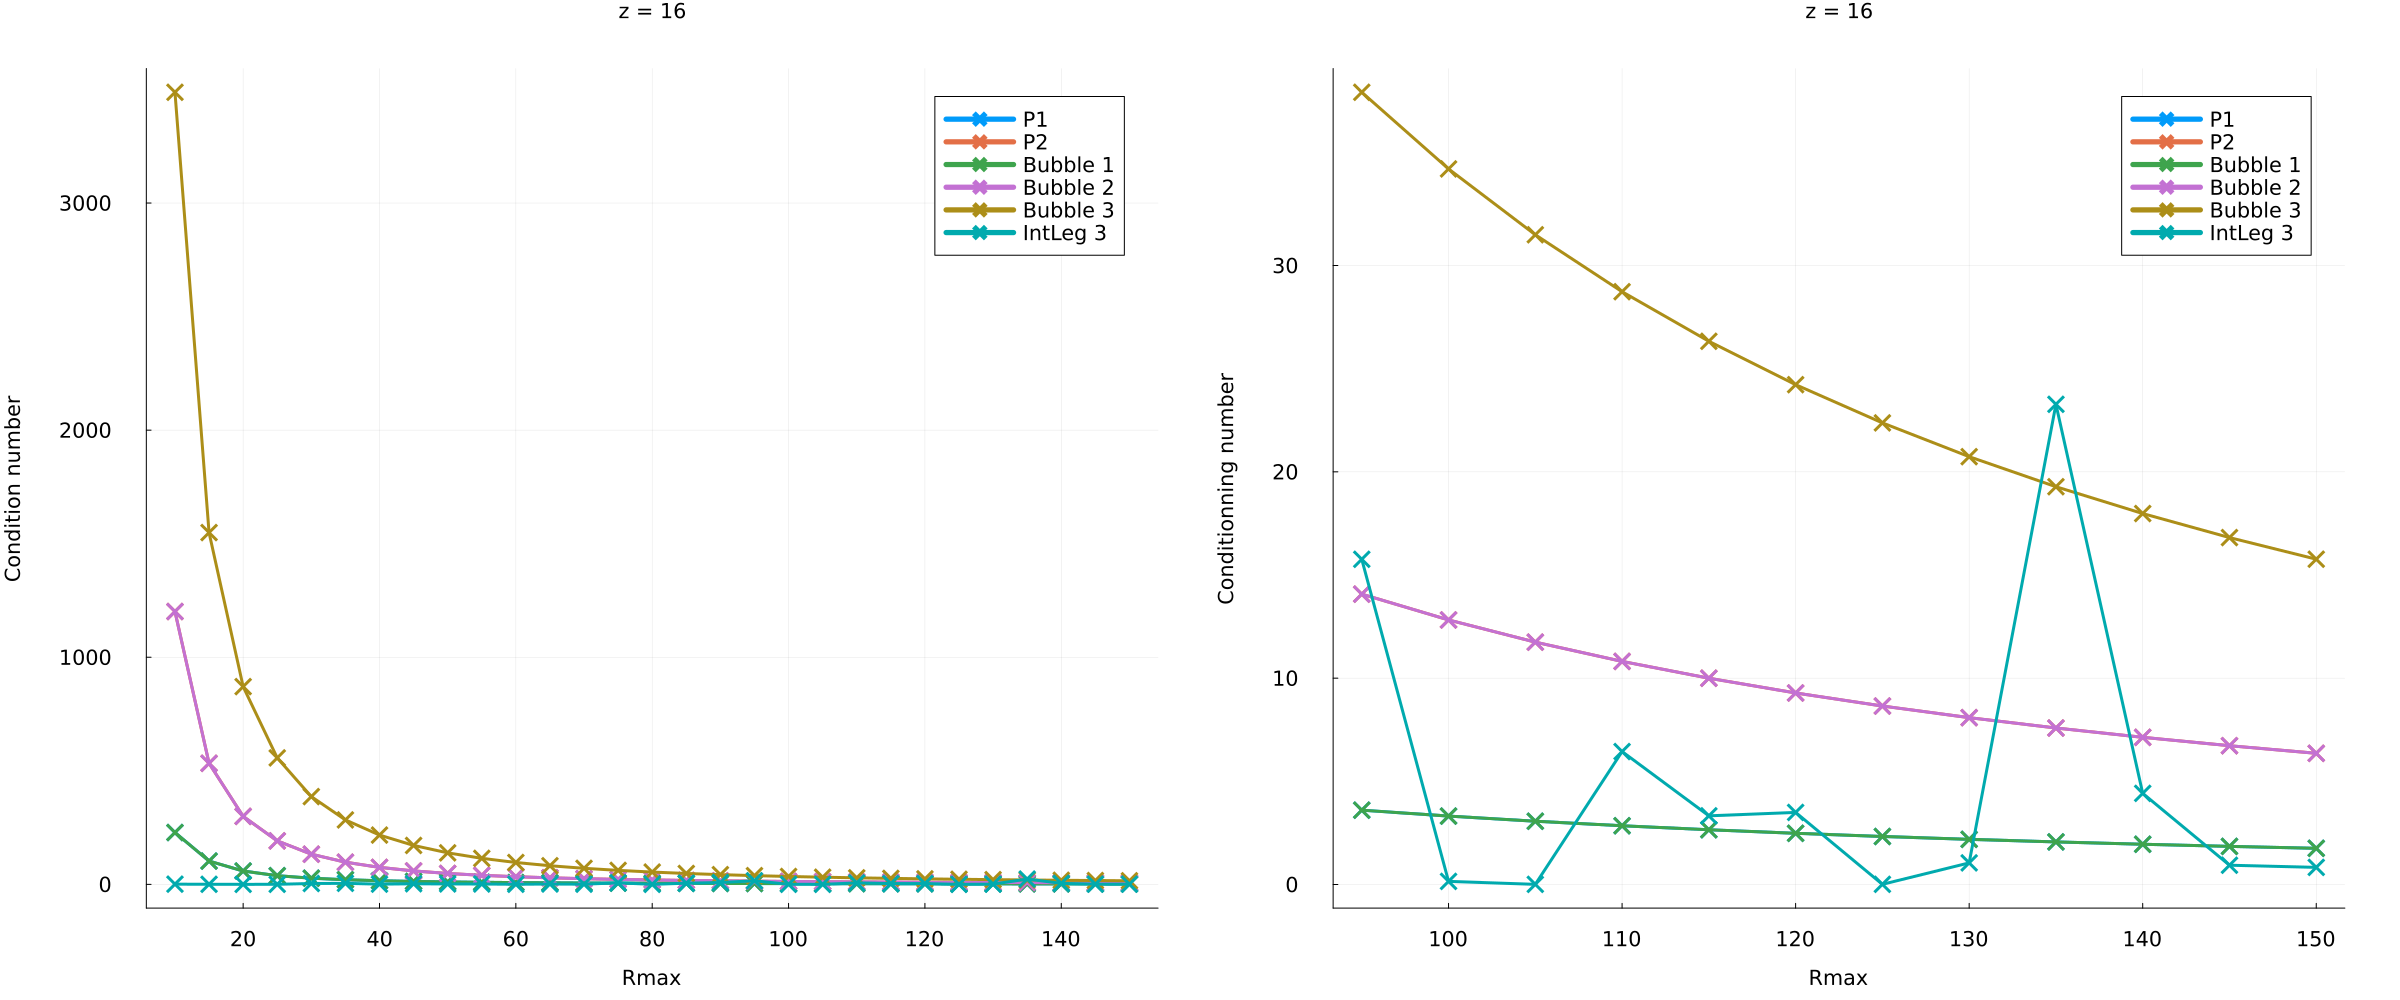 z = 16
Condition number
3000
2000
1000
0
20 40 60 80 100 120 140
Rmax
P1
P2
Bubble 1
Bubble 2
Bubble 3
IntLeg 3
z = 16
Conditionning number
30
20
10
0
100 110 120 130 140 150
Rmax
P1
P2
Bubble 1
Bubble 2
Bubble 3
IntLeg 3